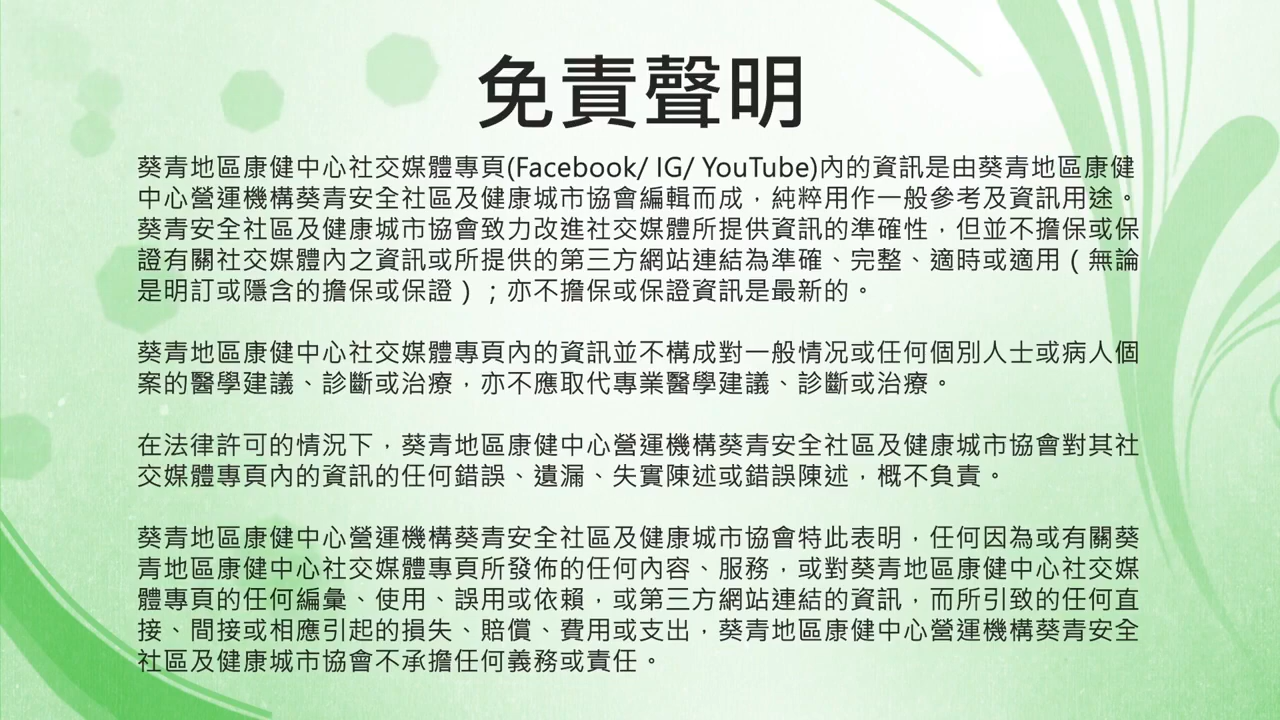 免責聲明
葵青地區康健中心社交媒體專頁(Facebook/ IG/ YouTube)內的資訊是由葵青地區康健
中心營運機構葵青安全社區及健康城市協會編輯而成，純粹用作一般參考及資訊用途。
葵青安全社區及健康城市協會致力改進社交媒體所提供資訊的準確性，但並不擔保或保
證有關社交媒體內之資訊或所提供的第三方網站連結為準確、完整、適時或適用（無論
是明訂或隱含的擔保或保證）；亦不擔保或保證資訊是最新的。
葵青地區康健中心社交媒體專頁內的資訊並不構成對一般情況或任何個別人士或病人個
案的醫學建議、診斷或治療，亦不應取代專業醫學建議、診斷或治療。
在法律許可的情況下，葵青地區康健中心營運機構葵青安全社區及健康城市協會對其社
交媒體專頁內的資訊的任何錯誤、遺漏、失實陳述或錯誤陳述，概不負責。
葵青地區康健中心營運機構葵青安全社區及健康城市協會特此表明，任何因為或有關葵
青地區康健中心社交媒體專頁所發佈的任何內容、服務，或對葵青地區康健中心社交媒
體專頁的任何編彙、使用、誤用或依賴，或第三方網站連結的資訊，而所引致的任何直
接、間接或相應引起的損失、賠償、費用或支出，葵青地區康健中心營運機構葵青安全
社區及健康城市協會不承擔任何義務或責任。